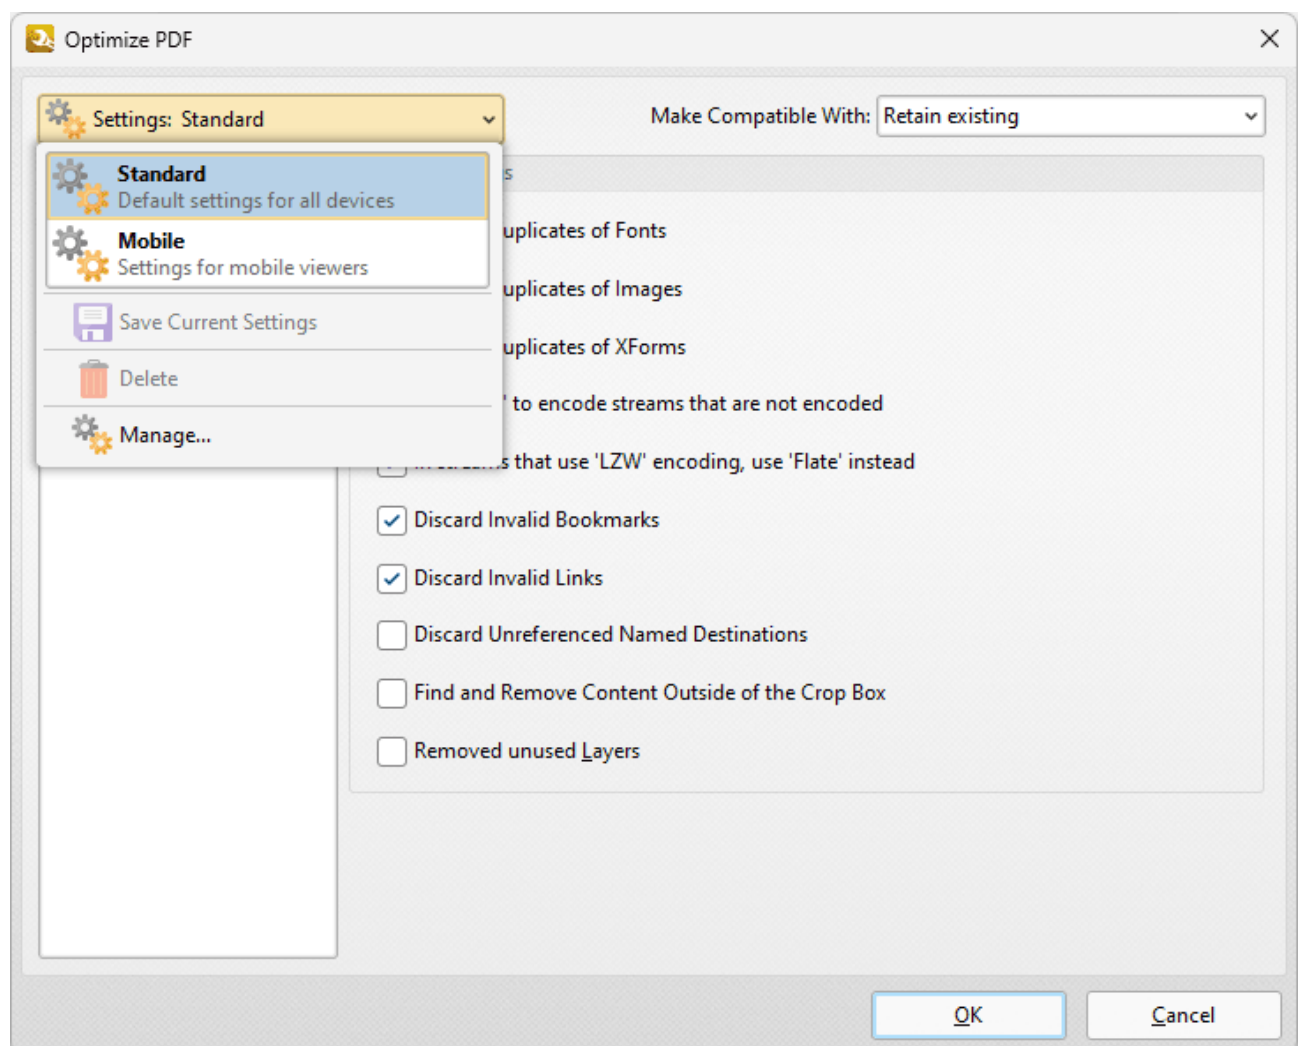 Optimize PDF
Settings: Standard
Make Compatible With: Retain existing
Standard
Default settings for all devices
Mobile
Settings for mobile viewers
Save Current Settings
Delete
Manage...
s
uplicates of Fonts
uplicates of Images
uplicates of XForms
' to encode streams that are not encoded
that use 'LZW' encoding, use 'Flate' instead
Discard Invalid Bookmarks
Discard Invalid Links
Discard Unreferenced Named Destinations
Find and Remove Content Outside of the Crop Box
Removed unused Layers
OK
Cancel